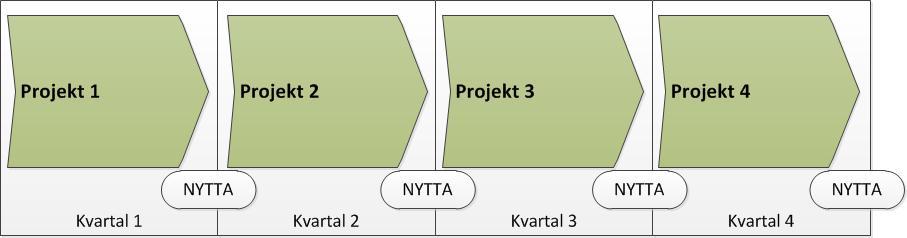 Projekt 1
Projekt 2
Projekt 3
Projekt 4
NYTTA
NYTTA
NYTTA
NYTTA
Kvartal 1
Kvartal 2
Kvartal 3
Kvartal 4